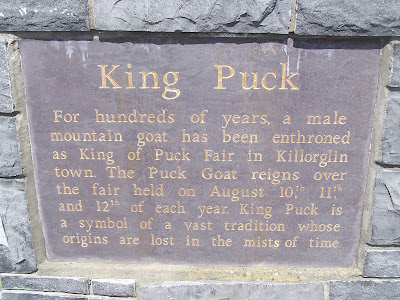 King Puck
For hundreds of years, a male
mountain goat has been enthroned
as King of Puck Fair in Killorglin
town. The Puck Goat reigns over
the fair held on August 10th, 11th
and 12th of each year. King Puck is
a symbol of a vast tradition whose
origins are lost in the mists of time